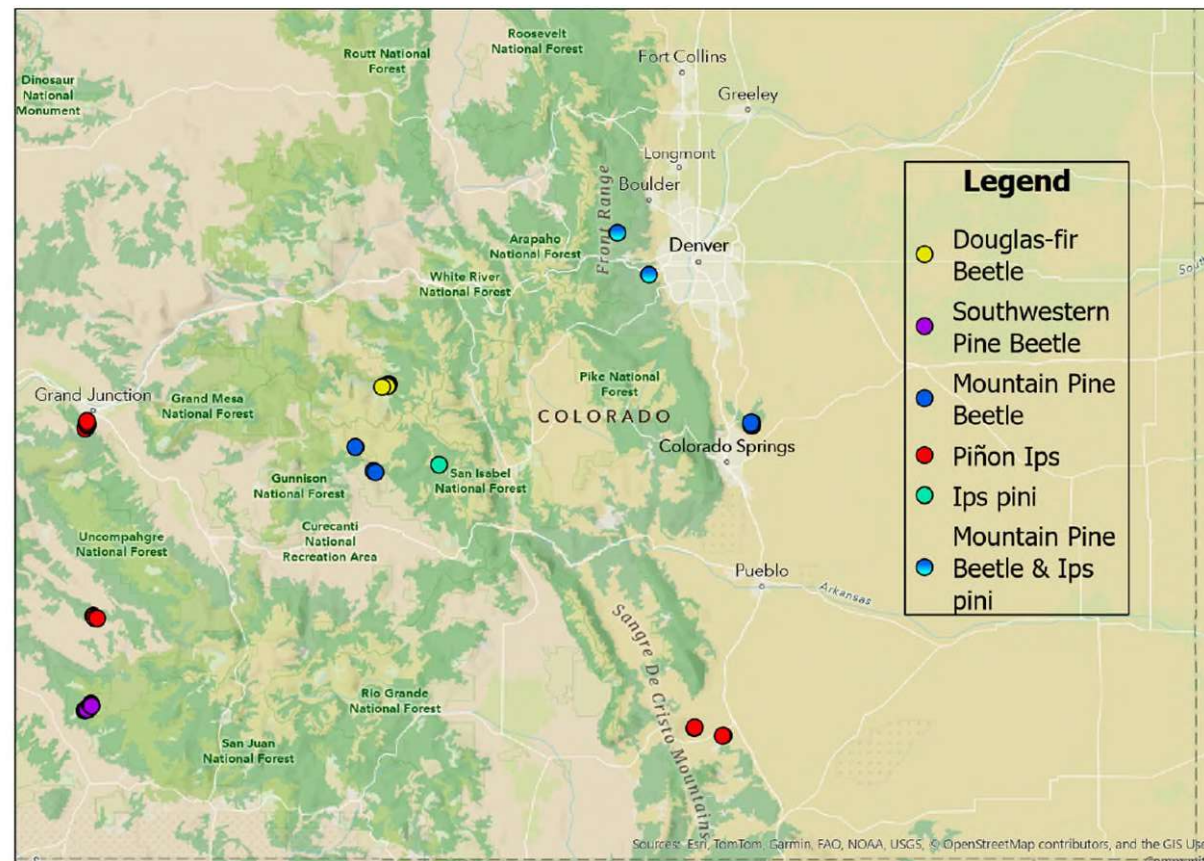 Routt National
Forest
Roosevelt
National Forest
Fort Collins
Dinosaur
National
Monument
Greeley
Longmont
Boulder
Front Range
Arapaho
National Forest
Denver
White River
National Forest
Grand Junction
Grand Mesa
National Forest
Pike National
Forest
COLORADO
Colorado Springs
San Isabel
National Forest
Gunnison
National Forest
Curecanti
National
Recreation Area
Uncompahgre
National Forest
Pueblo
Arkansas
Sangre De Cristo Mountains
Rio Grande
National Forest
San Juan
National Forest
Legend
Douglas-fir
Beetle
Southwestern
Pine Beetle
Mountain Pine
Beetle
Piñon Ips
Ips pini
Mountain Pine
Beetle & Ips
pini
Sources: Esri, TomTom, Garmin, FAO, NOAA, USGS, © OpenStreetMap contributors, and the GIS